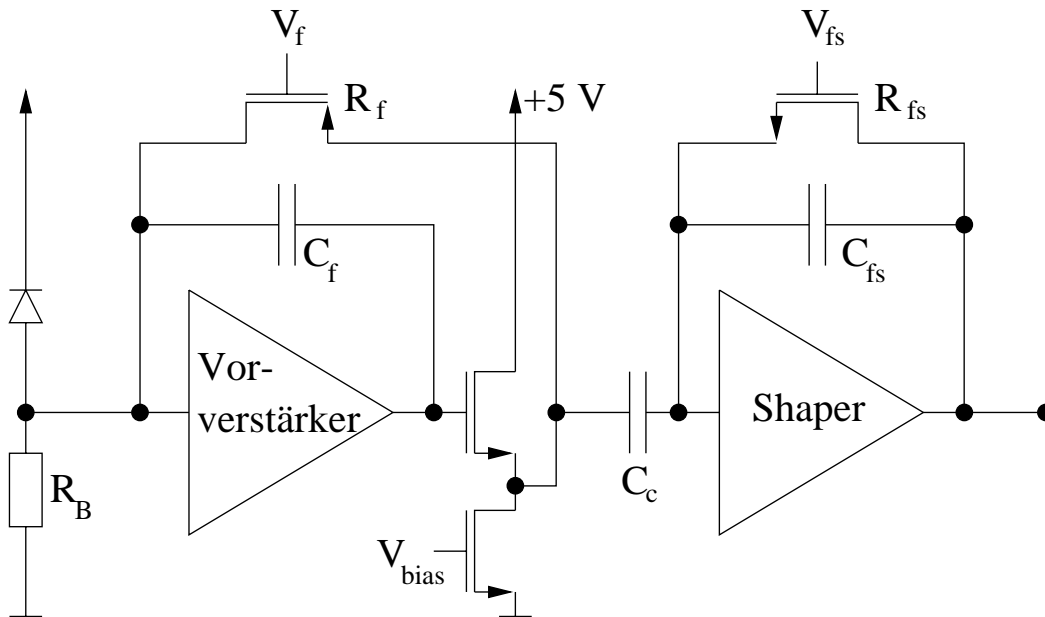 V_f
V_fs
R_f
+5 V
R_fs
C_f
C_fs
Vor-
verstärker
Shaper
R_B
C_c
V_bias